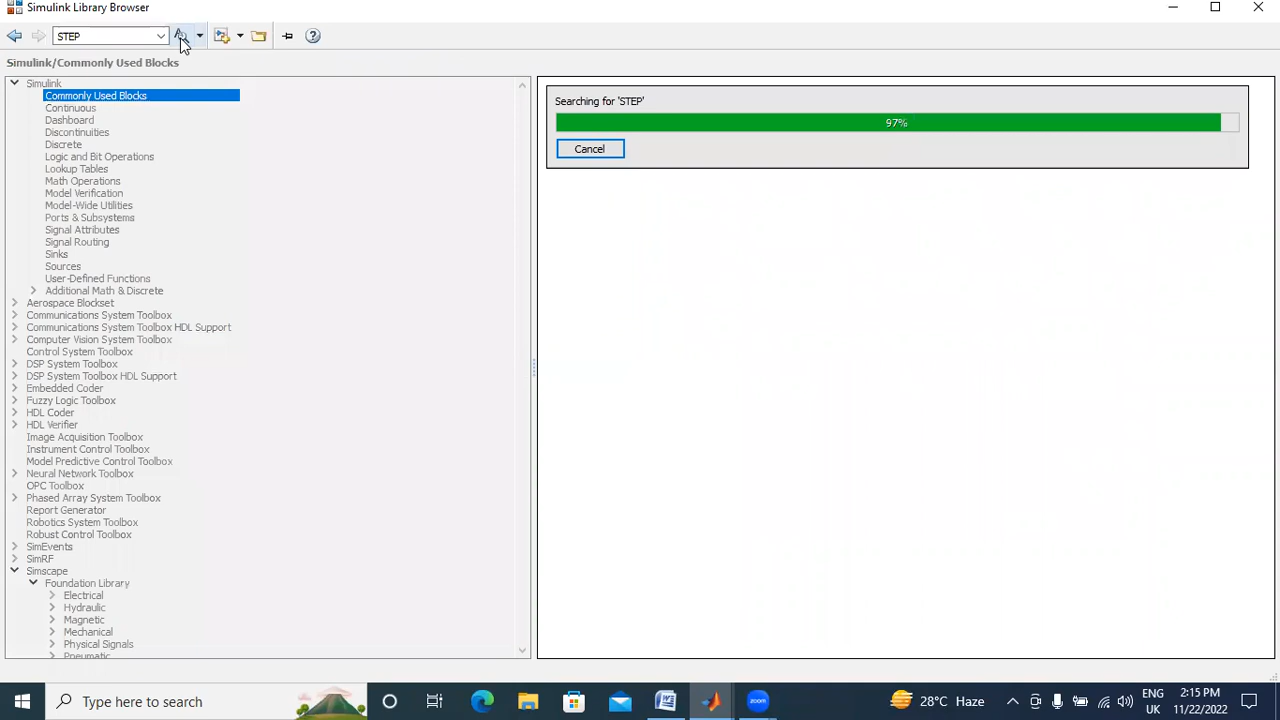 Simulink Library Browser
STEP
Simulink/Commonly Used Blocks
Simulink
Commonly Used Blocks
Continuous
Dashboard
Discontinuities
Discrete
Logic and Bit Operations
Lookup Tables
Math Operations
Model Verification
Model-Wide Utilities
Ports & Subsystems
Signal Attributes
Signal Routing
Sinks
Sources
User-Defined Functions
Additional Math & Discrete
Aerospace Blockset
Communications System Toolbox
Communications System Toolbox HDL Support
Computer Vision System Toolbox
Control System Toolbox
DSP System Toolbox
DSP System Toolbox HDL Support
Embedded Coder
Fuzzy Logic Toolbox
HDL Coder
HDL Verifier
Image Acquisition Toolbox
Instrument Control Toolbox
Model Predictive Control Toolbox
Neural Network Toolbox
OPC Toolbox
Phased Array System Toolbox
Report Generator
Robotics System Toolbox
Robust Control Toolbox
SimEvents
SimRF
Simscape
Foundation Library
Electrical
Hydraulic
Magnetic
Mechanical
Physical Signals
Pneumatic
Searching for 'STEP'
97%
Cancel
Type here to search
zoom
28°C Haze
ENG
UK
2:15 PM
11/22/2022